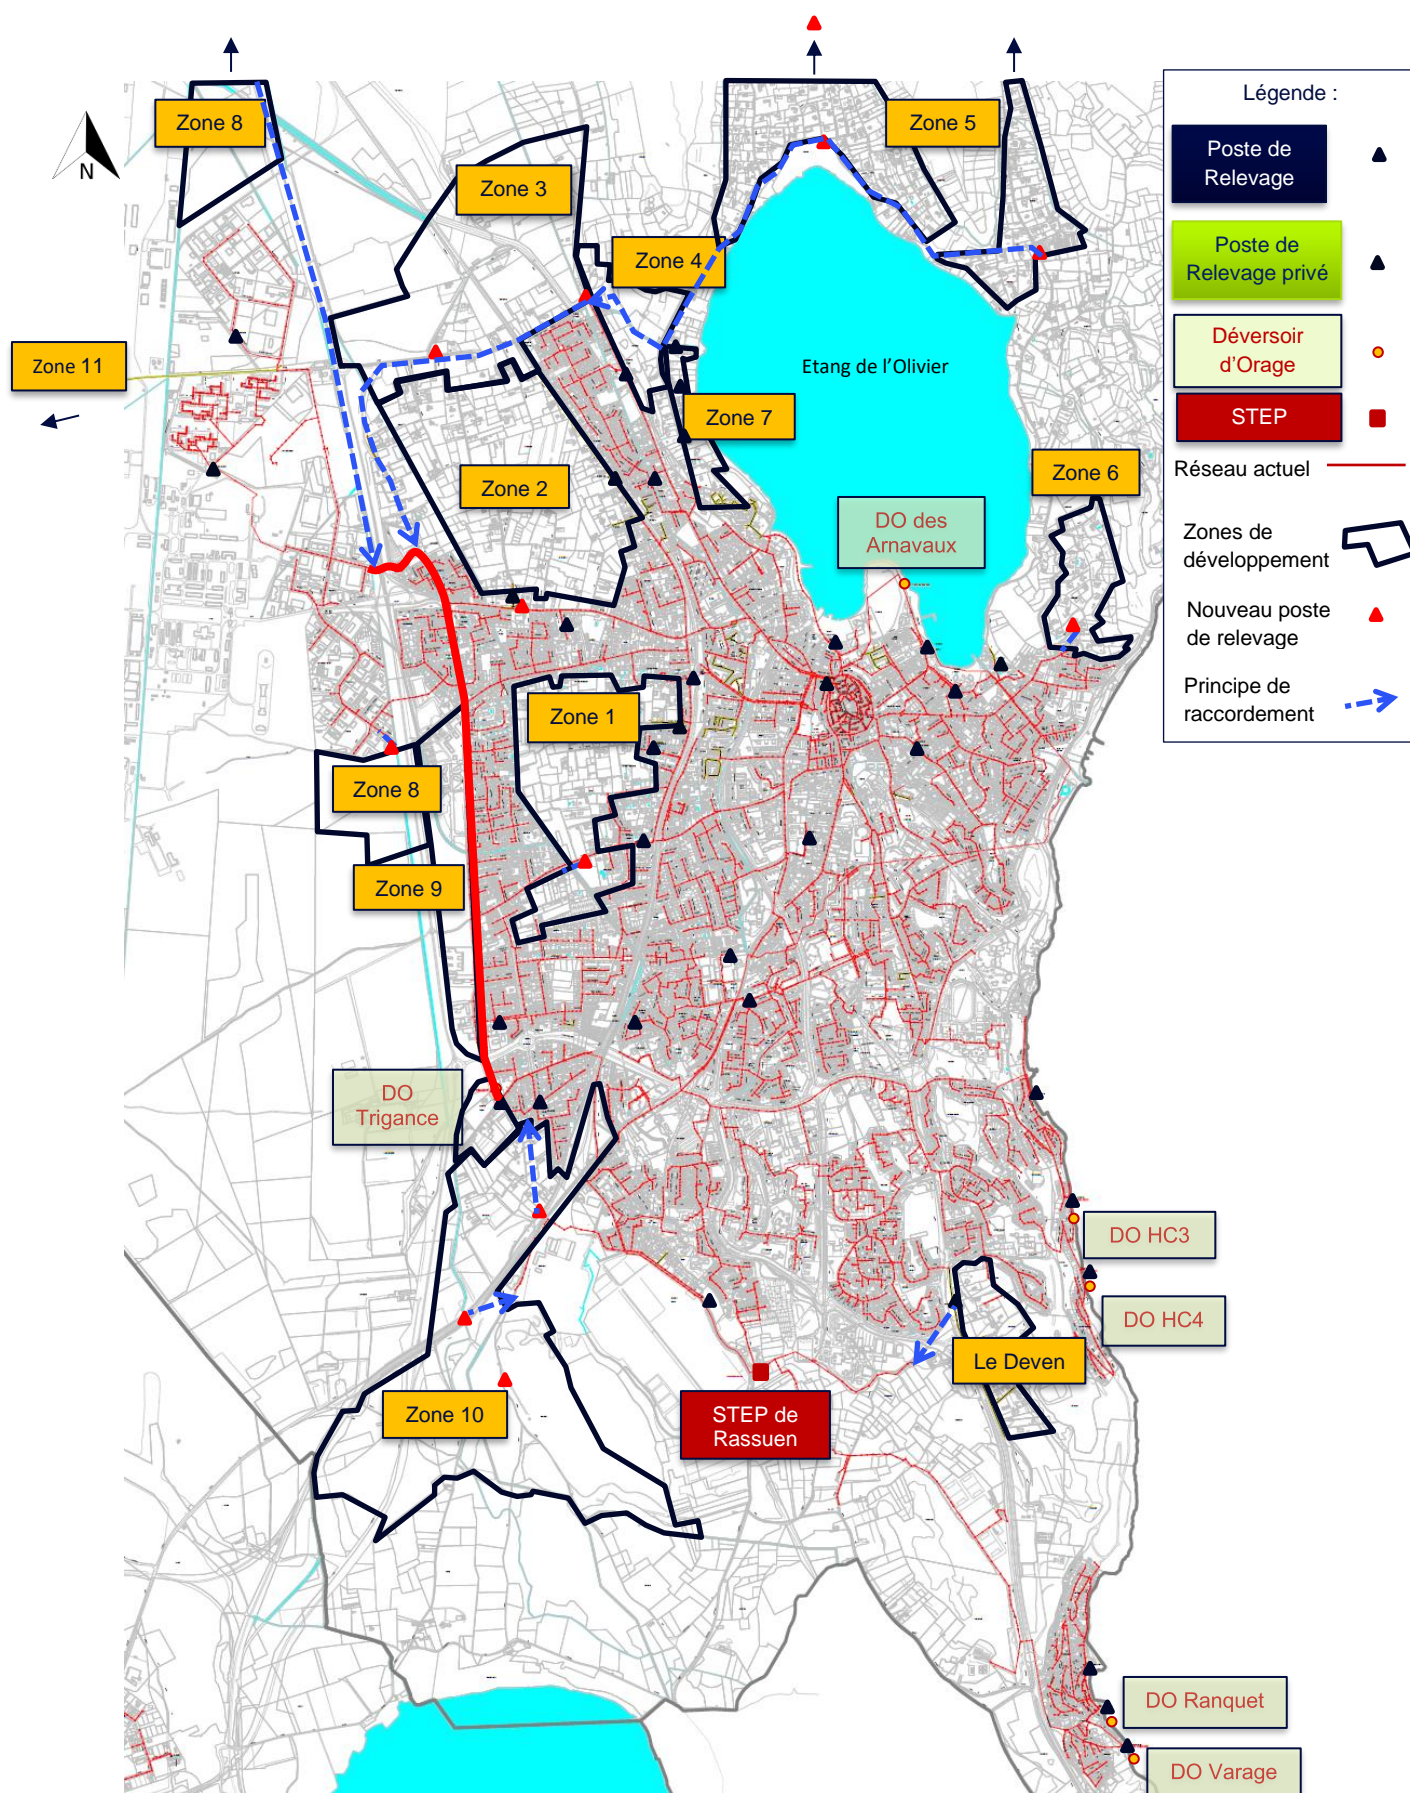 Zone 8
N
Zone 3
Zone 5
Zone 4
Zone 11
Etang de l'Olivier
Zone 7
Zone 2
Zone 6
DO des
Arnavaux
Zone 1
Zone 8
Zone 9
DO
Trigance
DO HC3
DO HC4
Le Deven
Zone 10
STEP de
Rassuen
DO Ranquet
DO Varage
Légende :
Poste de
Relevage
Poste de
Relevage privé
Déversoir
d'Orage
STEP
Réseau actuel
Zones de
développement
Nouveau poste
de relevage
Principe de
raccordement